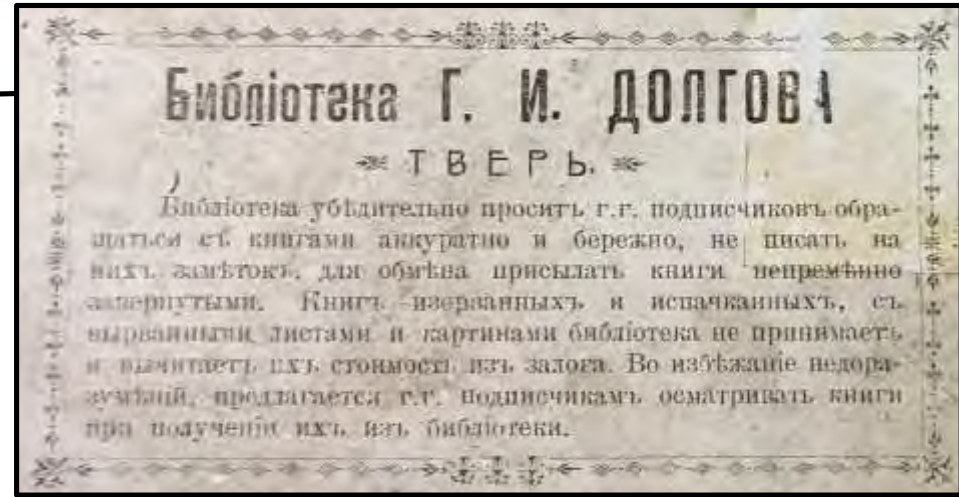 Библіотека Г. И. ДОЛГОВА
ТВЕРЬ.
Библіотека убѣдительно проситъ г.г. подписчиковъ обра-
щаться съ книгами аккуратно и бережно, не писать на
нихъ замѣтокъ, для обмѣна присылать книги непремѣнно
завернутыми. Книгъ изорванныхъ и испачканныхъ, съ
вырванными листами и картинами библіотека не принимаетъ
и вычитаетъ ихъ стоимость изъ залога. Во избѣжаніе недора-
зумѣній, предлагается г.г. подписчикамъ осматривать книги
при полученіи ихъ изъ библіотеки.